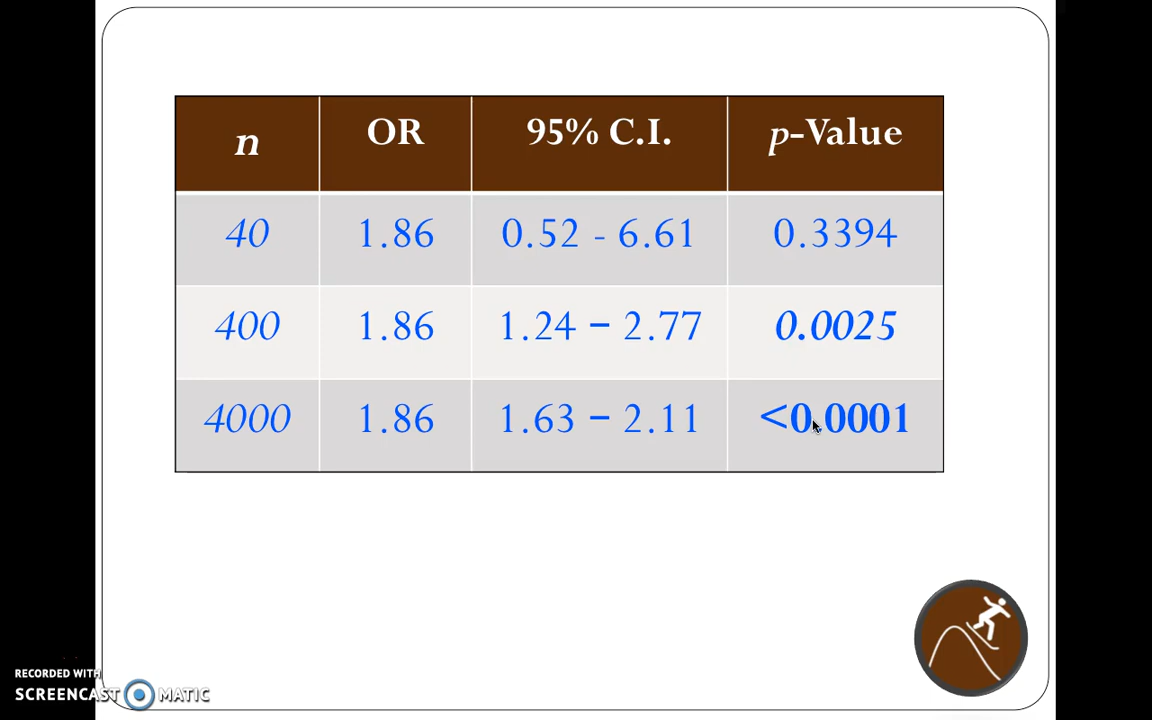 n OR 95% C.I. p-Value
40 1.86 0.52 - 6.61 0.3394
400 1.86 1.24 – 2.77 0.0025
4000 1.86 1.63 – 2.11 <0.0001
RECORDED WITH
SCREENCAST MATIC